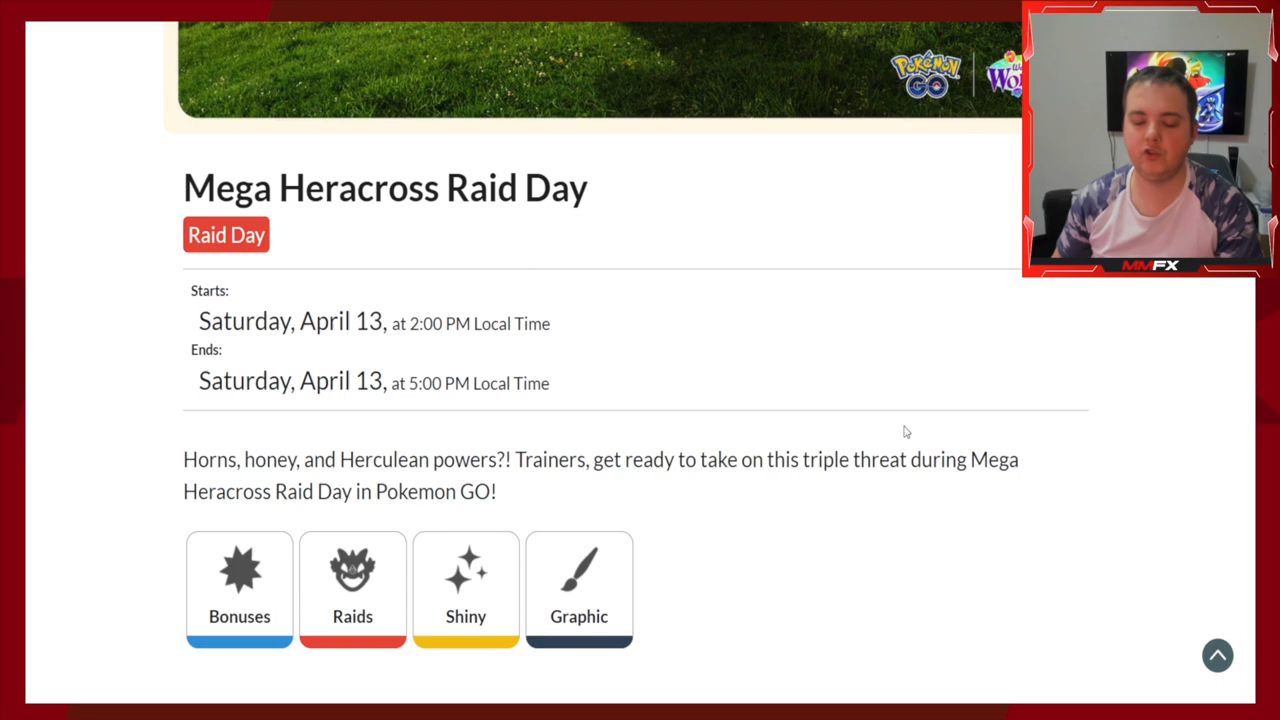 POKÉMON
GO
Mega Heracross Raid Day
Raid Day
Starts:
Saturday, April 13, at 2:00 PM Local Time
Ends:
Saturday, April 13, at 5:00 PM Local Time
Horns, honey, and Herculean powers?! Trainers, get ready to take on this triple threat during Mega
Heracross Raid Day in Pokemon GO!
Bonuses
Raids
Shiny
Graphic
MMFX